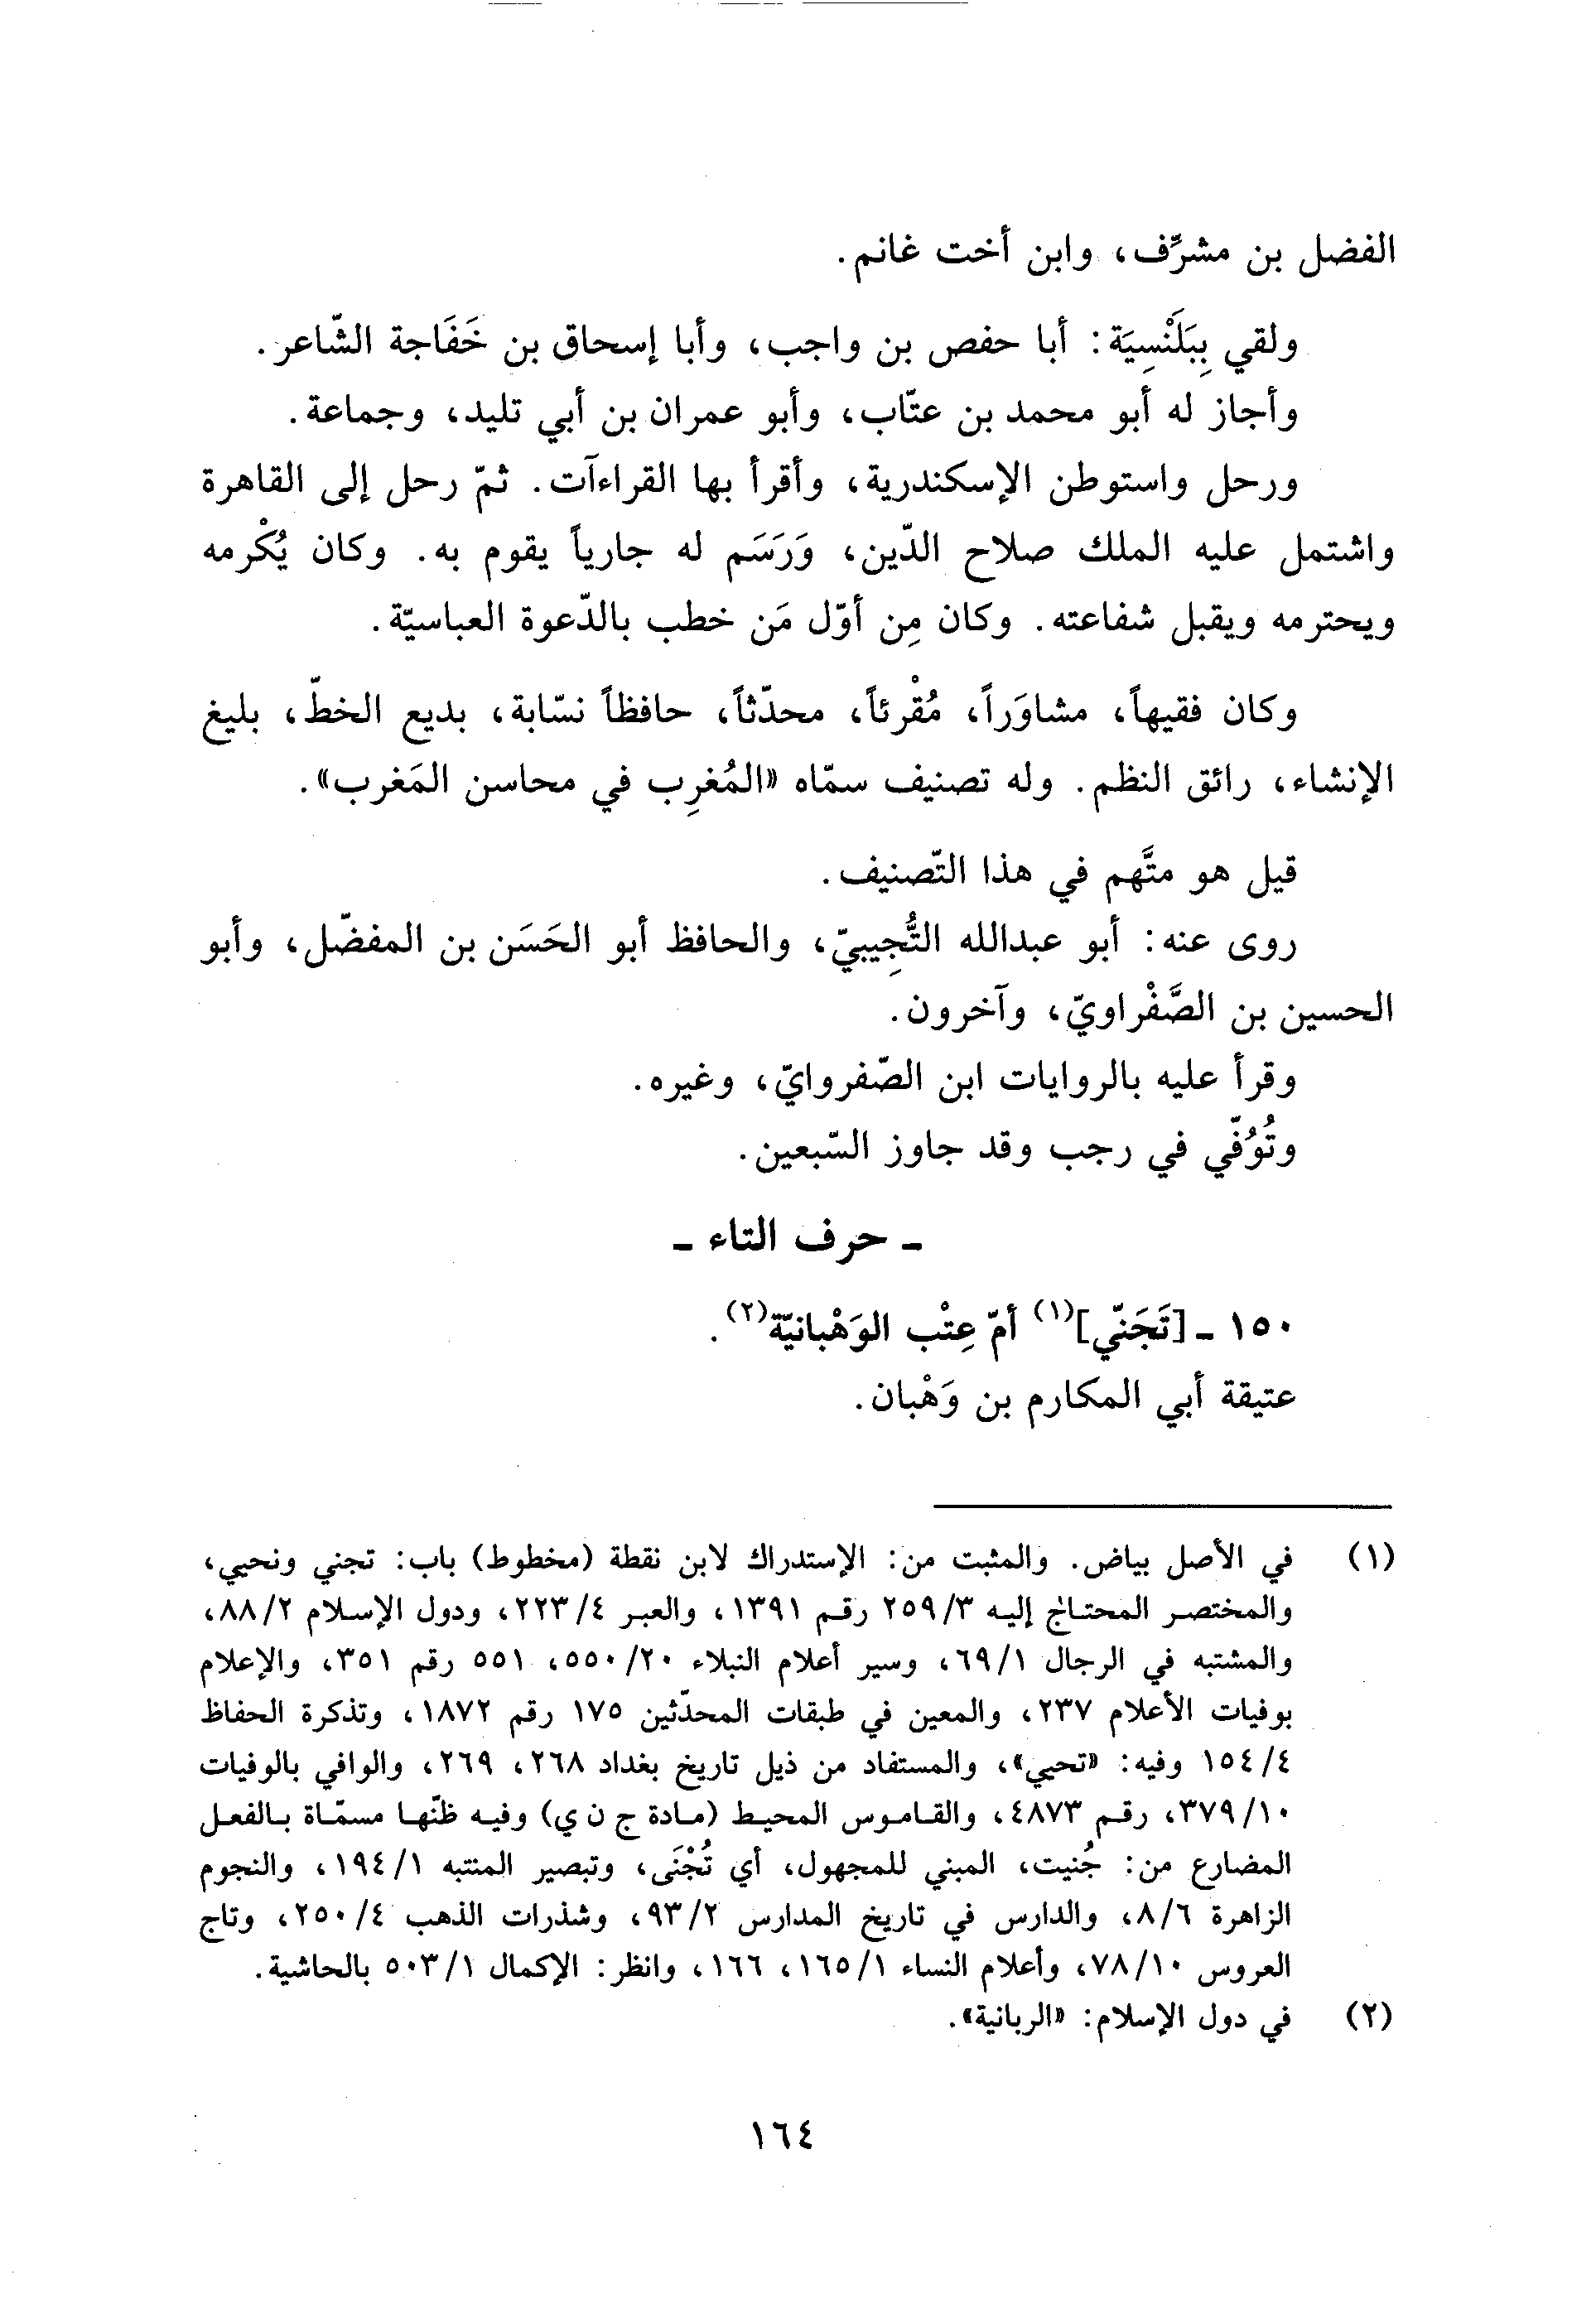 الفضل بن مشرَّف، وابن أخت غانم.
ولقي بِبَلَنْسِيَة: أبا حفص بن واجب، وأبا إسحاق بن خَفَاجة الشّاعر.
وأجاز له أبو محمد بن عتّاب، وأبو عمران بن أبي تليد، وجماعة.
ورحل واستوطن الإسكندرية، وأقرأ بها القراءآت. ثمّ رحل إلى القاهرة
واشتمل عليه الملك صلاح الدّين، وَرَسَم له جارياً يقوم به. وكان يُكْرمه
ويحترمه ويقبل شفاعته. وكان مِن أوّل مَن خطب بالدّعوة العباسيّة.
وكان فقيهاً، مشاوَراً، مُقْرئاً، محدّثاً، حافظاً نسّابة، بديع الخطّ، بليغ
الإنشاء، رائق النظم. وله تصنيف سمّاه «المُغرِب في محاسن المَغرب».
قيل هو متَّهم في هذا التّصنيف.
روى عنه: أبو عبدالله التُّجِيبيّ، والحافظ أبو الحَسَن بن المفضّل، وأبو
الحسين بن الصَّفْراويّ، وآخرون.
وقرأ عليه بالروايات ابن الصّفروايّ، وغيره.
وتُوُفّي في رجب وقد جاوز السّبعين.
ـ حرف التاء ـ
١٥٠ ـ [تَجَنّي](١) أمّ عِتْب الوَهْبانيّة(٢).
عتيقة أبي المكارم بن وَهْبان.
(١) في الأصل بياض. والمثبت من: الإستدراك لابن نقطة (مخطوط) باب: تجني ونحيي،
والمختصر المحتاج إليه ٢٥٩/٣ رقم ١٣٩١، والعبر ٢٢٣/٤، ودول الإسلام ٨٨/٢،
والمشتبه في الرجال ٦٩/١، وسير أعلام النبلاء ٥٥٠/٢٠، ٥٥١ رقم ٣٥١، والإعلام
بوفيات الأعلام ٢٣٧، والمعين في طبقات المحدّثين ١٧٥ رقم ١٨٧٢، وتذكرة الحفاظ
١٥٤/٤ وفيه: «تحيي»، والمستفاد من ذيل تاريخ بغداد ٢٦٨، ٢٦٩، والوافي بالوفيات
٣٧٩/١٠، رقم ٤٨٧٣، والقاموس المحيط (مادة ج ن ي) وفيه ظنّها مسمّاة بالفعل
المضارع من: جُنيت، المبني للمجهول، أي تُجْنَى، وتبصير المنتبه ١٩٤/١، والنجوم
الزاهرة ٨/٦، والدارس في تاريخ المدارس ٩٣/٢، وشذرات الذهب ٢٥٠/٤، وتاج
العروس ٧٨/١٠، وأعلام النساء ١٦٥/١، ١٦٦، وانظر: الإكمال ٥٠٣/١ بالحاشية.
(٢) في دول الإسلام: «الربانية».
١٦٤